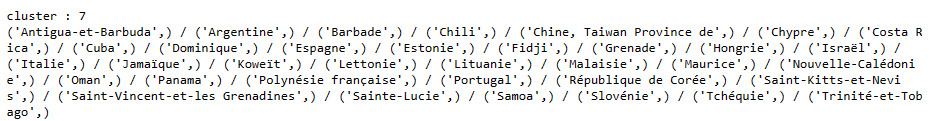 cluster : 7
('Antigua-et-Barbuda',) / ('Argentine',) / ('Barbade',) / ('Chili',) / ('Chine, Taiwan Province de',) / ('Chypre',) / ('Costa R
ica',) / ('Cuba',) / ('Dominique',) / ('Espagne',) / ('Estonie',) / ('Fidji',) / ('Grenade',) / ('Hongrie',) / ('Israël',) /
('Italie',) / ('Jamaïque',) / ('Koweït',) / ('Lettonie',) / ('Lituanie',) / ('Malaisie',) / ('Maurice',) / ('Nouvelle-Calédoni
e',) / ('Oman',) / ('Panama',) / ('Polynésie française',) / ('Portugal',) / ('République de Corée',) / ('Saint-Kitts-et-Nevi
s',) / ('Saint-Vincent-et-les Grenadines',) / ('Sainte-Lucie',) / ('Samoa',) / ('Slovénie',) / ('Tchéquie',) / ('Trinité-et-Tob
ago',)